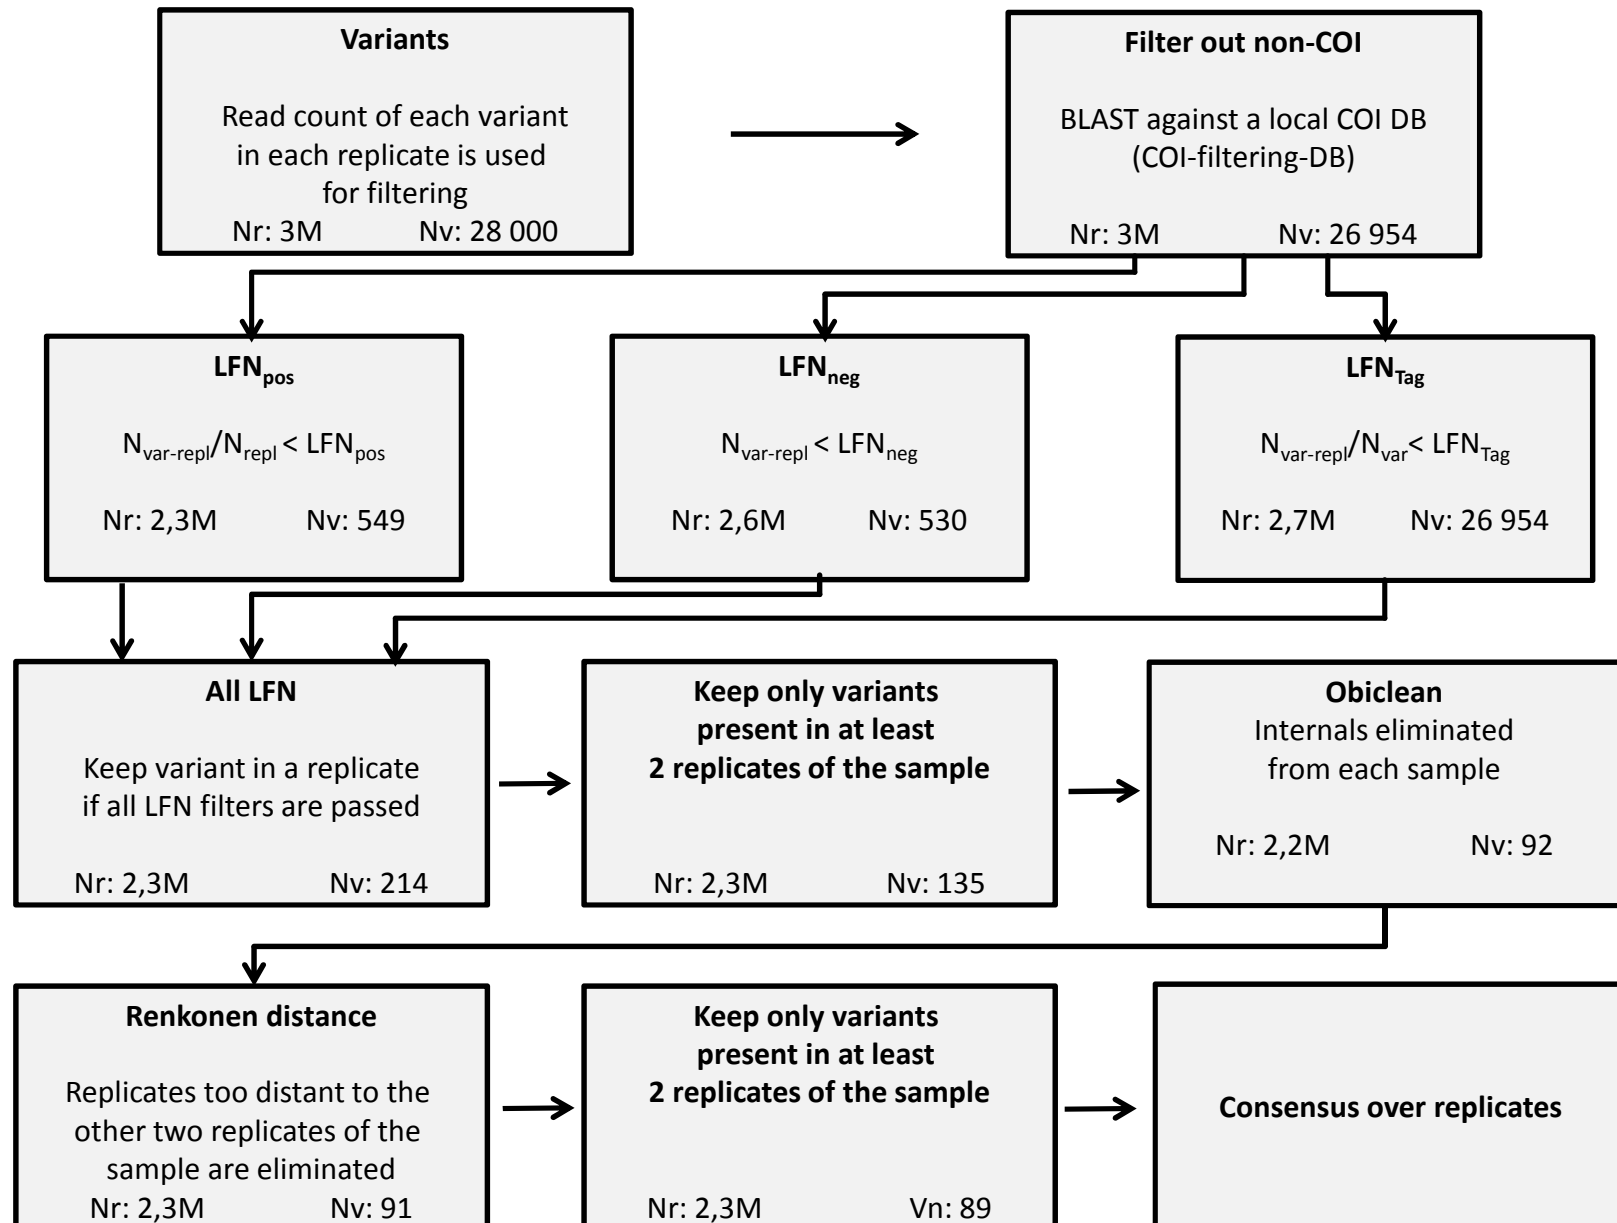 Variants
Read count of each variant
in each replicate is used
for filtering
Nr: 3M Nv: 28 000
Filter out non-COI
BLAST against a local COI DB
(COI-filtering-DB)
Nr: 3M Nv: 26 954
LFNpos
Nvar-repl/Nrepl < LFNpos
Nr: 2,3M Nv: 549
LFNneg
Nvar-repl < LFNneg
Nr: 2,6M Nv: 530
LFNTag
Nvar-repl/Nvar< LFNTag
Nr: 2,7M Nv: 26 954
All LFN
Keep variant in a replicate
if all LFN filters are passed
Nr: 2,3M Nv: 214
Keep only variants
present in at least
2 replicates of the sample
Nr: 2,3M Nv: 135
Obiclean
Internals eliminated
from each sample
Nr: 2,2M Nv: 92
Renkonen distance
Replicates too distant to the
other two replicates of the
sample are eliminated
Nr: 2,3M Nv: 91
Keep only variants
present in at least
2 replicates of the sample
Nr: 2,3M Vn: 89
Consensus over replicates